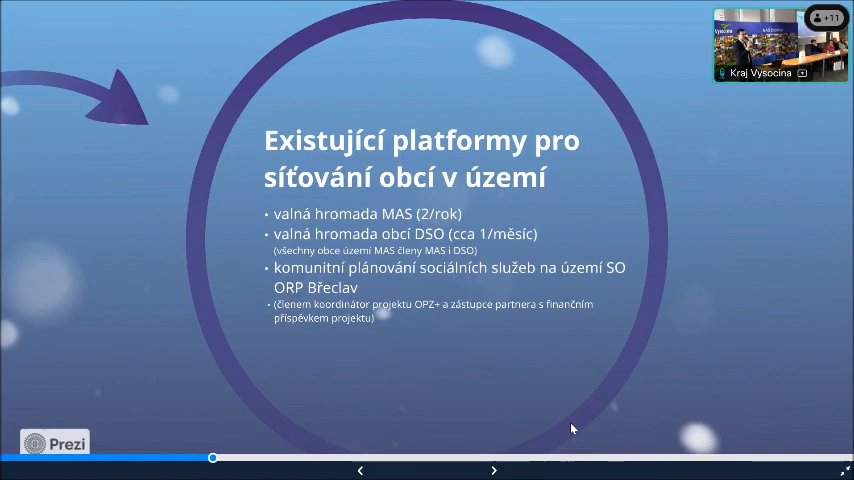 +11
Kraj Vysocina
Existující platformy pro
síťování obcí v území
• valná hromada MAS (2/rok)
• valná hromada obcí DSO (cca 1/měsíc)
(všechny obce území MAS členy MAS i DSO)
• komunitní plánování sociálních služeb na území SO
ORP Břeclav
• (členem koordinátor projektu OPZ+ a zástupce partnera s finančním
příspěvkem projektu)
Prezi